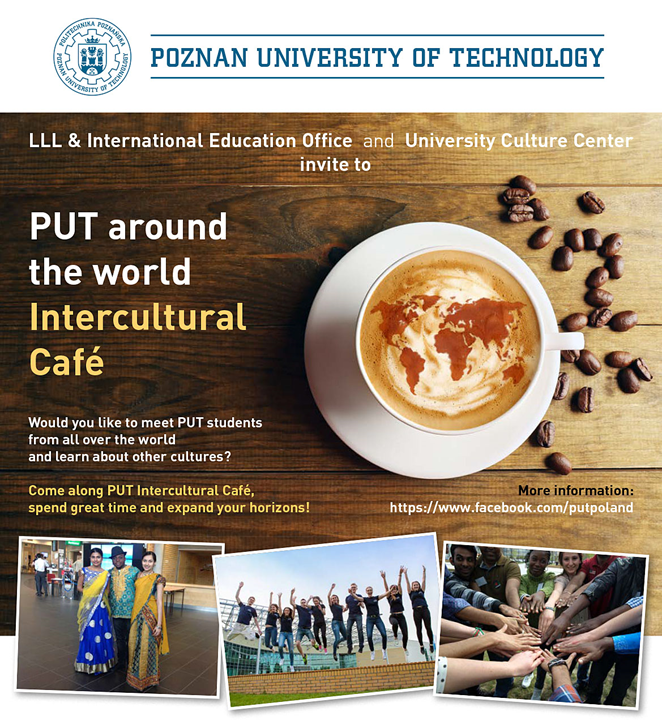 POLITECHNIKA POZNAŃSKA
POZNAN UNIVERSITY OF TECHNOLOGY
POZNAN UNIVERSITY OF TECHNOLOGY
LLL & International Education Office and University Culture Center
invite to
PUT around
the world
Intercultural
Café
Would you like to meet PUT students
from all over the world
and learn about other cultures?
Come along PUT Intercultural Café,
spend great time and expand your horizons!
More information:
https://www.facebook.com/putpoland